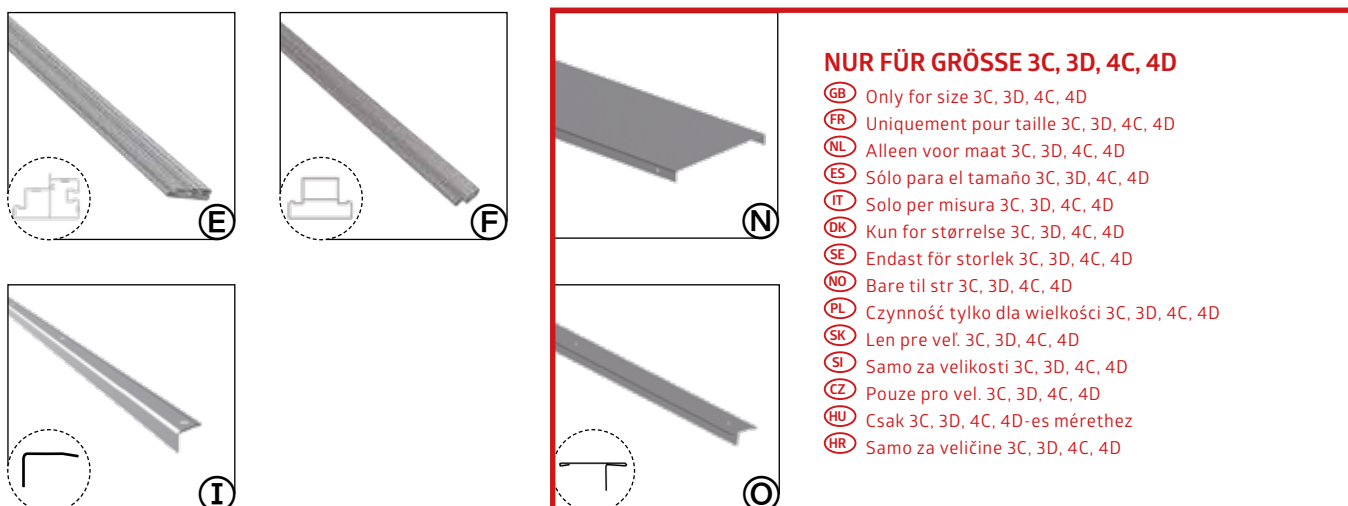 E
F
N
I
O
NUR FÜR GRÖSSE 3C, 3D, 4C, 4D
GB Only for size 3C, 3D, 4C, 4D
FR Uniquement pour taille 3C, 3D, 4C, 4D
NL Alleen voor maat 3C, 3D, 4C, 4D
ES Sólo para el tamaño 3C, 3D, 4C, 4D
IT Solo per misura 3C, 3D, 4C, 4D
DK Kun for størrelse 3C, 3D, 4C, 4D
SE Endast för storlek 3C, 3D, 4C, 4D
NO Bare til str 3C, 3D, 4C, 4D
PL Czynność tylko dla wielkości 3C, 3D, 4C, 4D
SK Len pre veľ. 3C, 3D, 4C, 4D
SI Samo za velikosti 3C, 3D, 4C, 4D
CZ Pouze pro vel. 3C, 3D, 4C, 4D
HU Csak 3C, 3D, 4C, 4D-es mérethez
HR Samo za veličine 3C, 3D, 4C, 4D